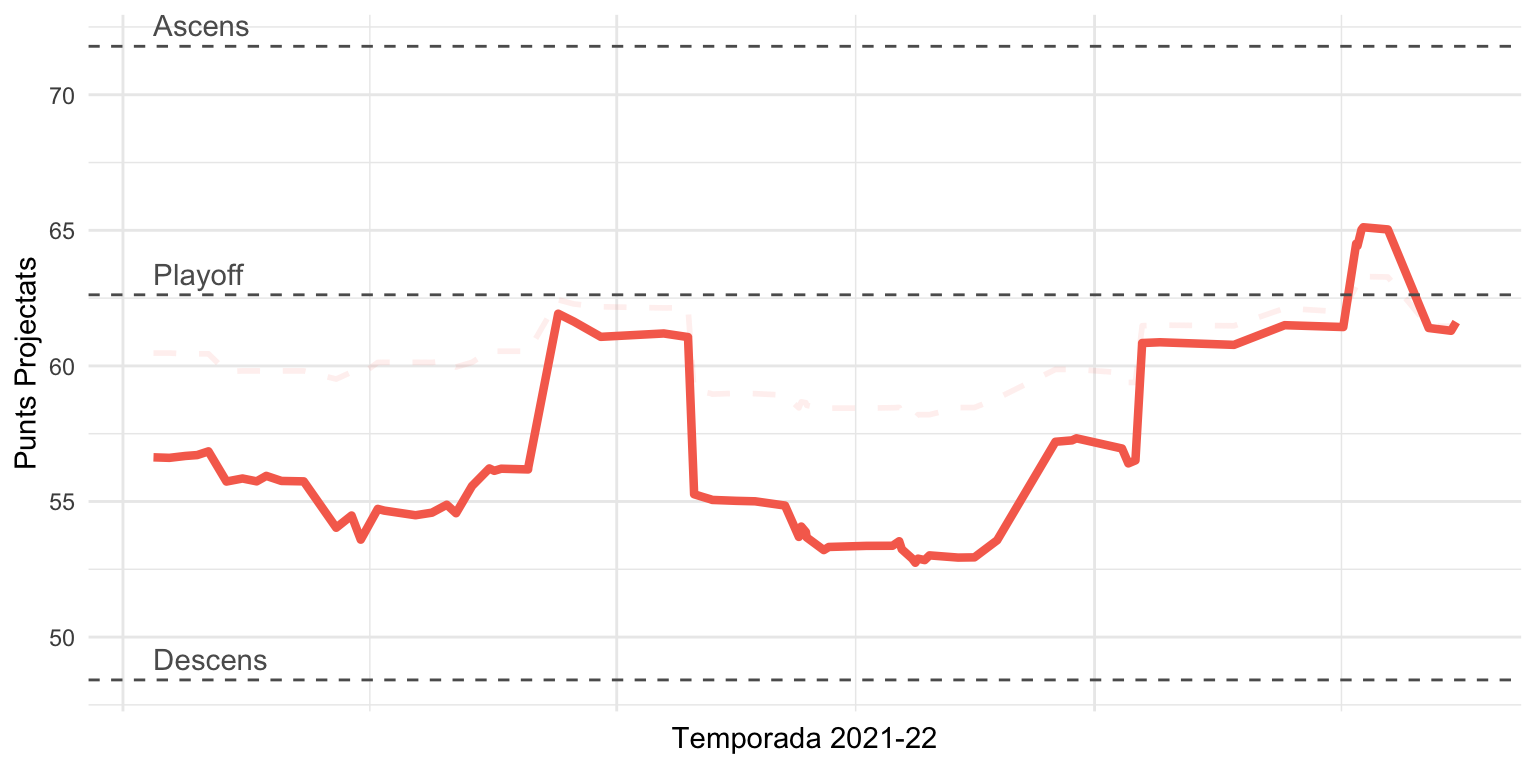 Ascens
70
65
Playoff
60
55
50
Descens
Punts Projectats
Temporada 2021-22